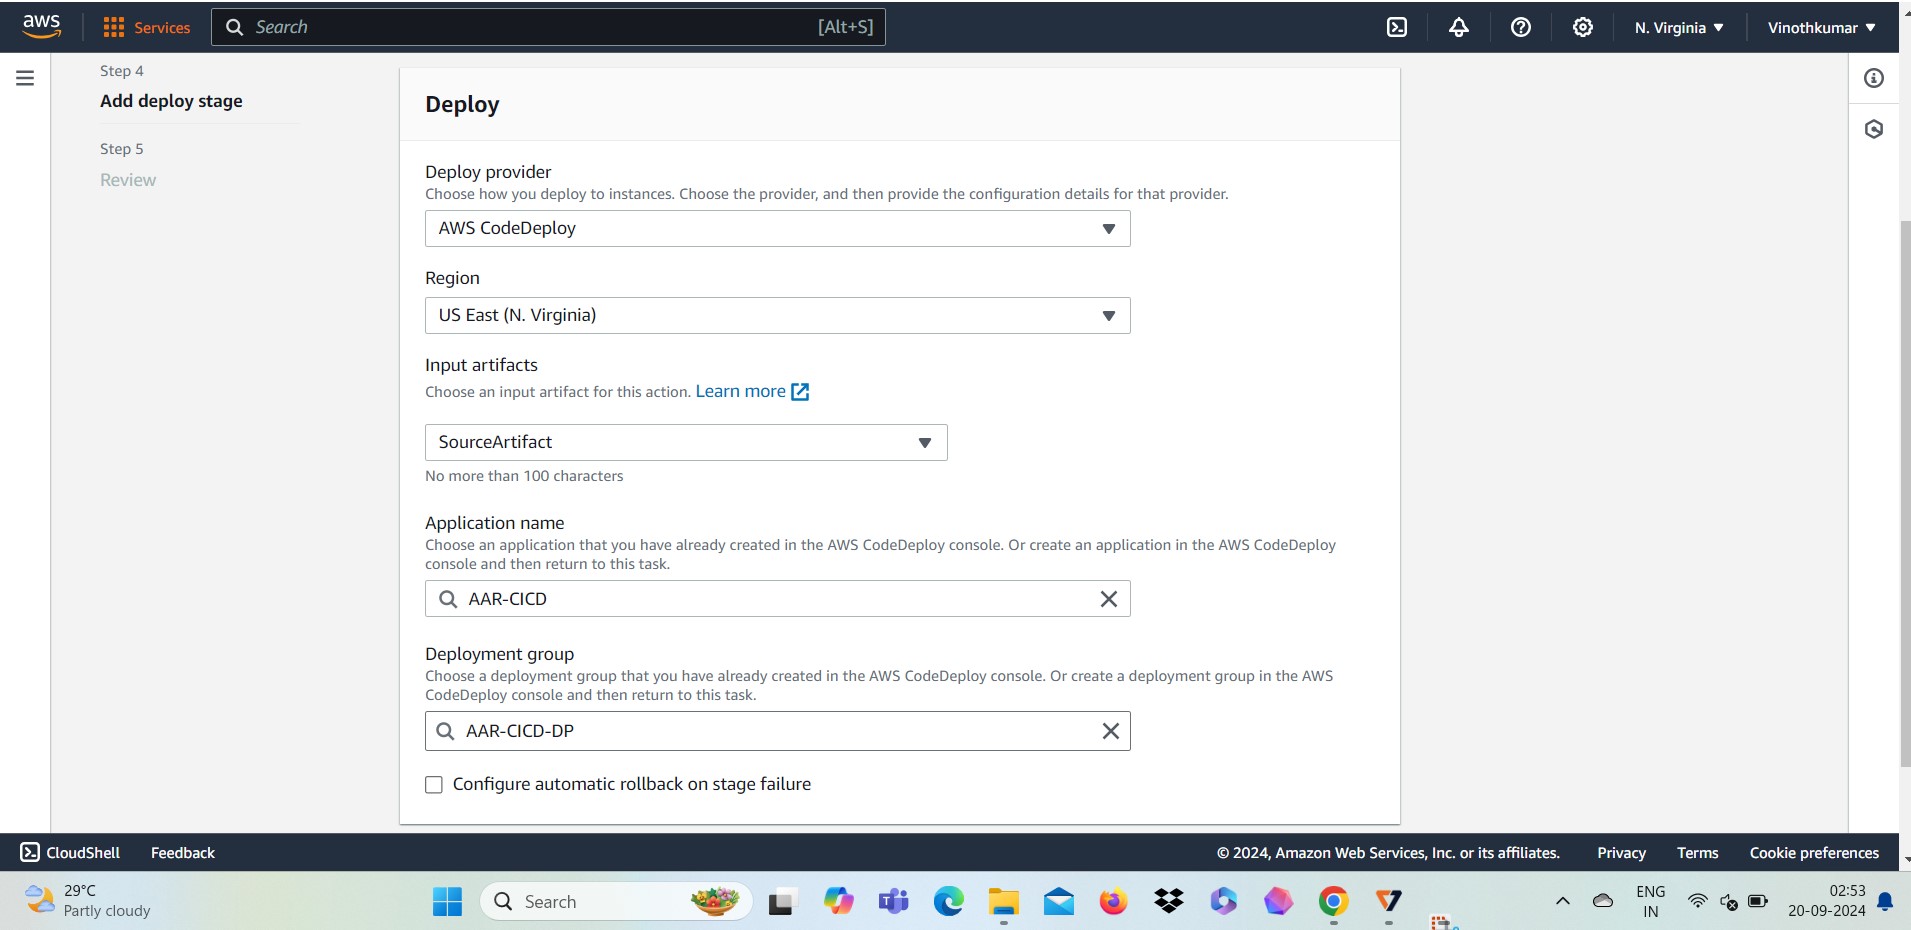 aws
Services
Search
[Alt+S]
N. Virginia
Vinothkumar
Step 4
Add deploy stage
Step 5
Review
Deploy
Deploy provider
Choose how you deploy to instances. Choose the provider, and then provide the configuration details for that provider.
AWS CodeDeploy
Region
US East (N. Virginia)
Input artifacts
Choose an input artifact for this action. Learn more
SourceArtifact
No more than 100 characters
Application name
Choose an application that you have already created in the AWS CodeDeploy console. Or create an application in the AWS CodeDeploy
console and then return to this task.
AAR-CICD
Deployment group
Choose a deployment group that you have already created in the AWS CodeDeploy console. Or create a deployment group in the AWS
CodeDeploy console and then return to this task.
AAR-CICD-DP
Configure automatic rollback on stage failure
CloudShell
Feedback
© 2024, Amazon Web Services, Inc. or its affiliates.
Privacy
Terms
Cookie preferences
29°C
Partly cloudy
Search
ENG
IN
02:53
20-09-2024